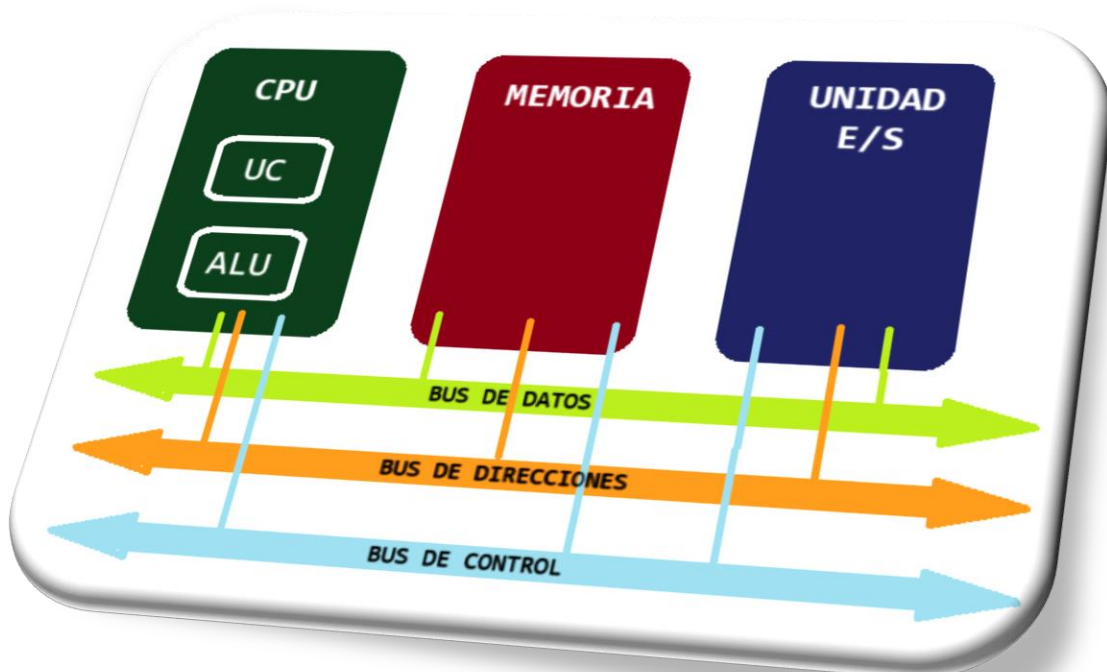 CPU
UC
ALU
MEMORIA
UNIDAD
E/S
BUS DE DATOS
BUS DE DIRECCIONES
BUS DE CONTROL